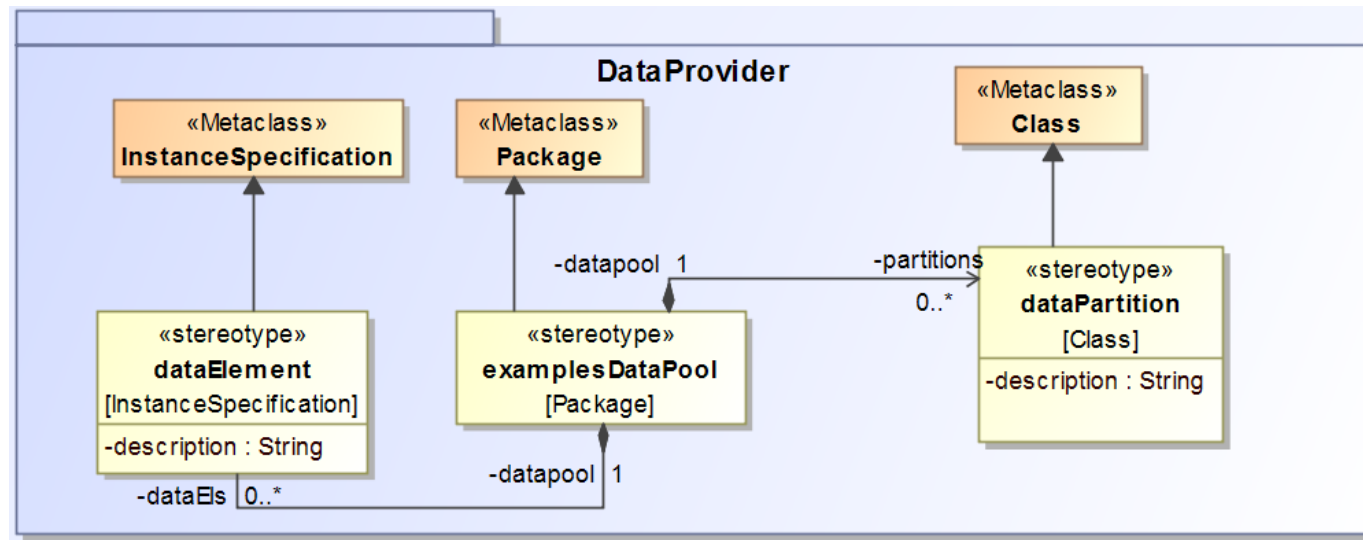 DataProvider
«Metaclass»
InstanceSpecification
«Metaclass»
Package
«Metaclass»
Class
-datapool 1
-partitions
0..*
«stereotype»
dataElement
[InstanceSpecification]
-description : String
«stereotype»
examplesDataPool
[Package]
«stereotype»
dataPartition
[Class]
-description : String
-datapool 1
-dataEls 0..*